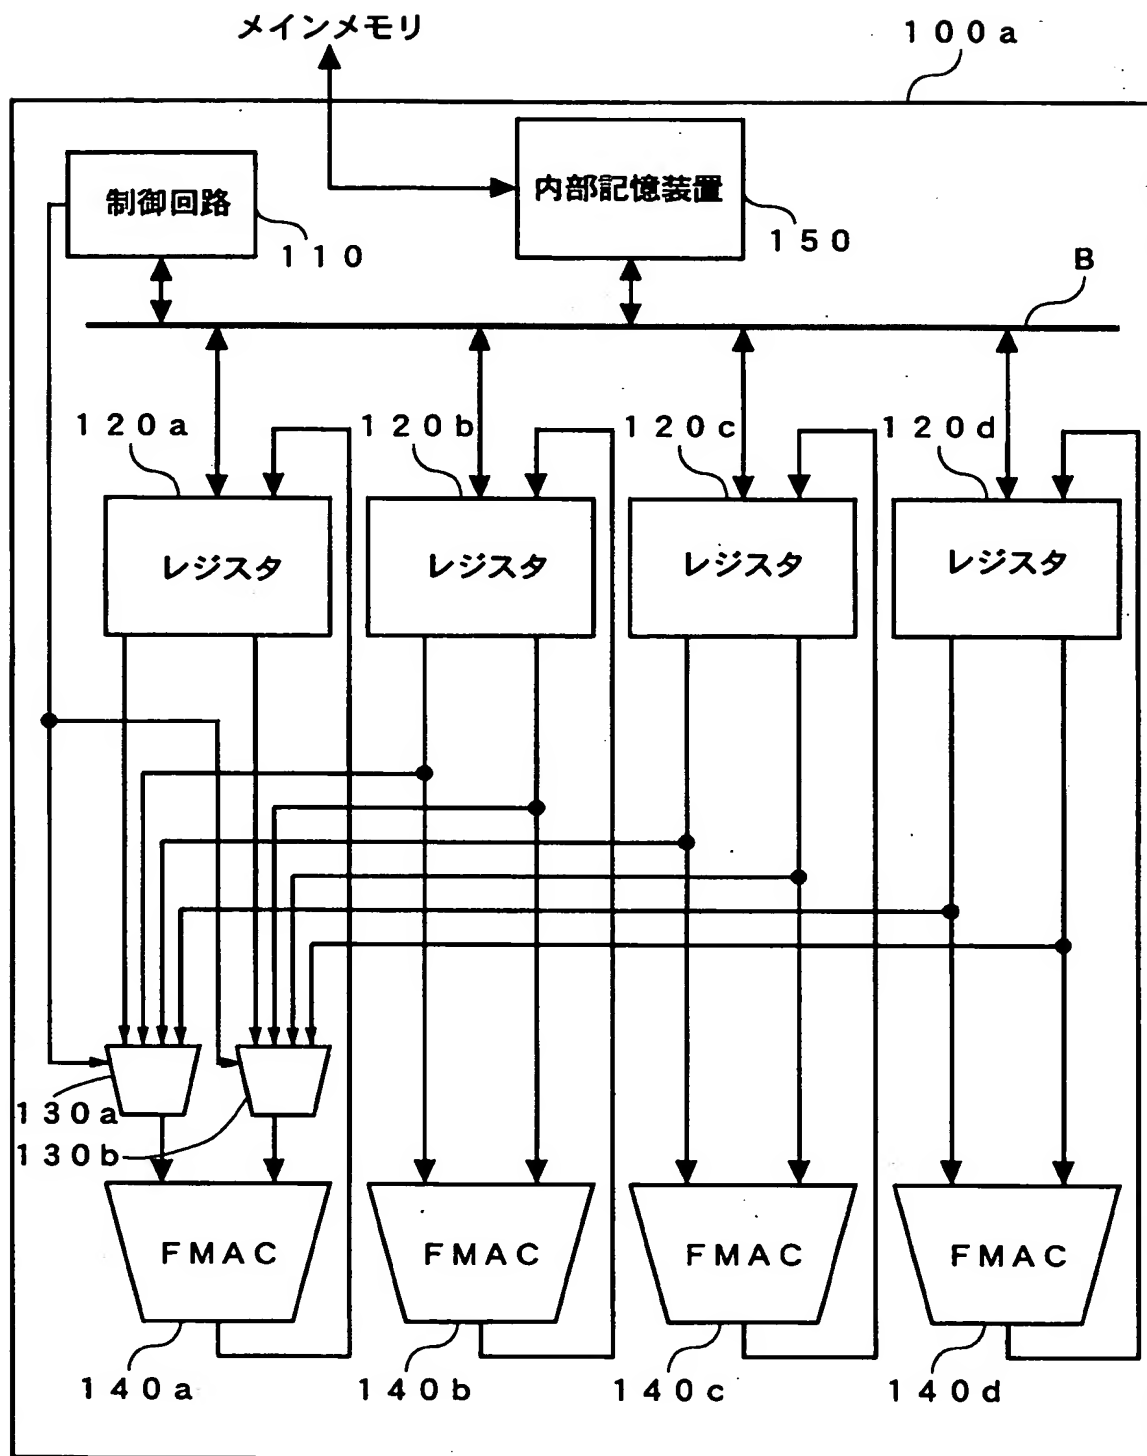 メインメモリ
１００ａ
制御回路
１１０
内部記憶装置
１５０
Ｂ
１２０ａ
１２０ｂ
１２０ｃ
１２０ｄ
レジスタ
レジスタ
レジスタ
レジスタ
１３０ａ
１３０ｂ
ＦＭＡＣ
ＦＭＡＣ
ＦＭＡＣ
ＦＭＡＣ
１４０ａ
１４０ｂ
１４０ｃ
１４０ｄ